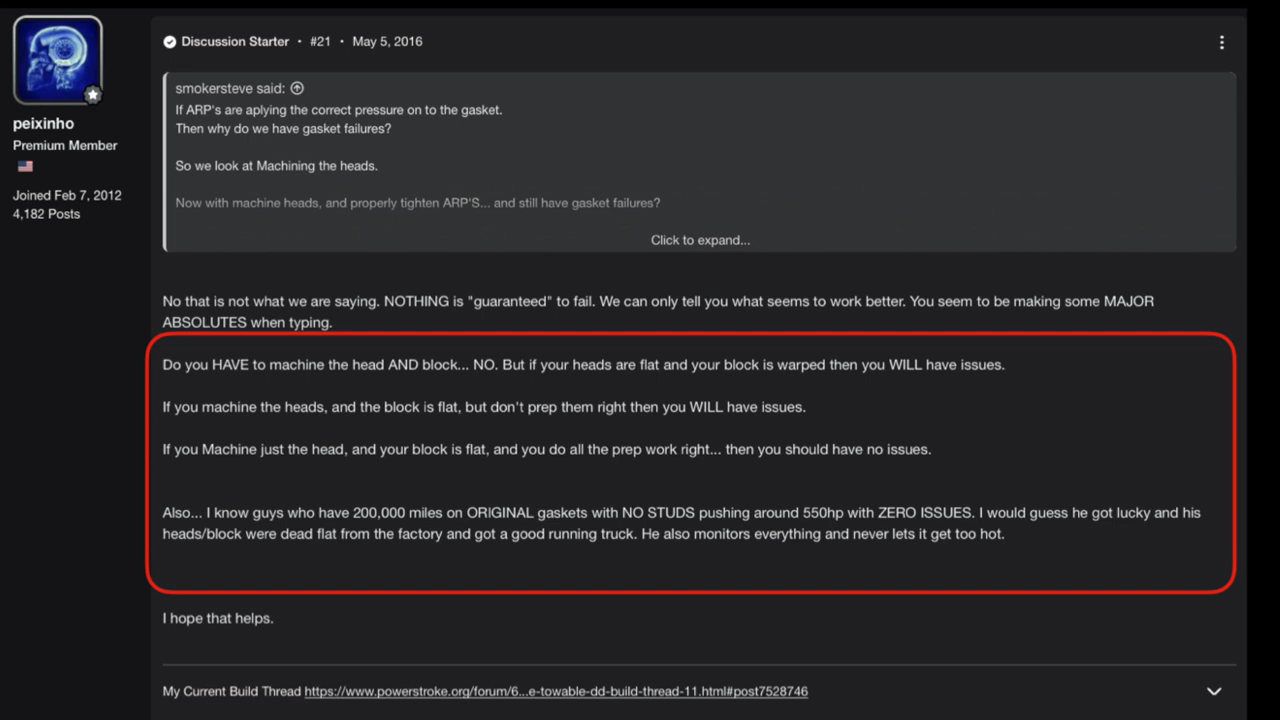 Discussion Starter · #21 · May 5, 2016
smokersteve said:
If ARP's are aplying the correct pressure on to the gasket.
Then why do we have gasket failures?
So we look at Machining the heads.
Now with machine heads, and properly tighten ARP'S... and still have gasket failures?
Click to expand...
peixinho
Premium Member
Joined Feb 7, 2012
4,182 Posts
No that is not what we are saying. NOTHING is "guaranteed" to fail. We can only tell you what seems to work better. You seem to be making some MAJOR
ABSOLUTES when typing.
Do you HAVE to machine the head AND block... NO. But if your heads are flat and your block is warped then you WILL have issues.
If you machine the heads, and the block is flat, but don't prep them right then you WILL have issues.
If you Machine just the head, and your block is flat, and you do all the prep work right... then you should have no issues.
Also... I know guys who have 200,000 miles on ORIGINAL gaskets with NO STUDS pushing around 550hp with ZERO ISSUES. I would guess he got lucky and his
heads/block were dead flat from the factory and got a good running truck. He also monitors everything and never lets it get too hot.
I hope that helps.
My Current Build Thread https://www.powerstroke.org/forum/6...e-towable-dd-build-thread-11.html#post7528746